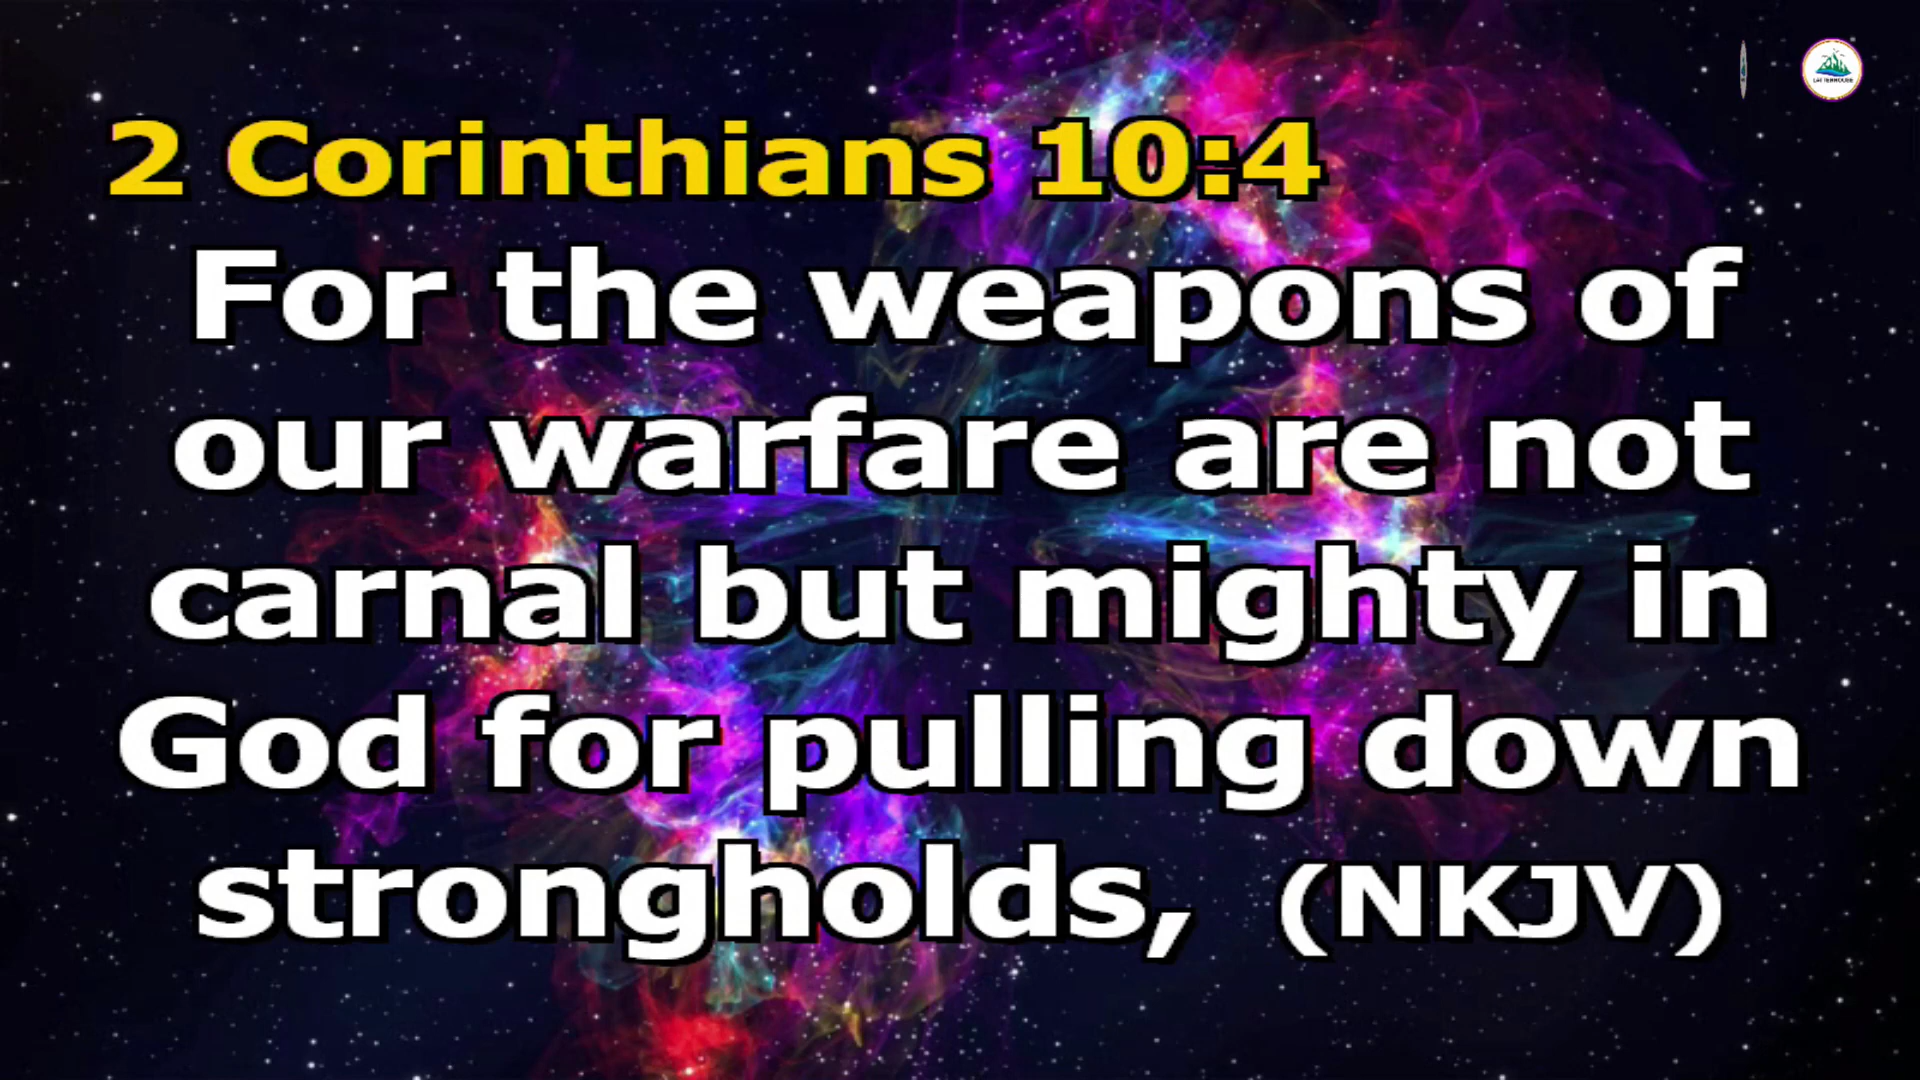 2 Corinthians 10:4
For the weapons of
our warfare are not
carnal but mighty in
God for pulling down
strongholds, (NKJV)